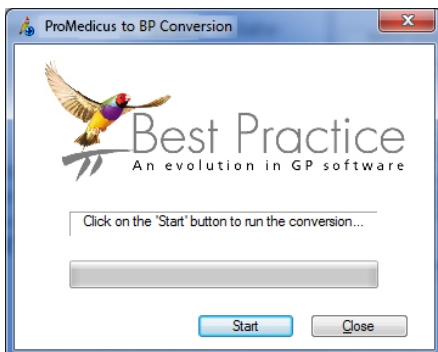 ProMedicus to BP Conversion
Best Practice
An evolution in GP software
Click on the 'Start' button to run the conversion...
Start
Close